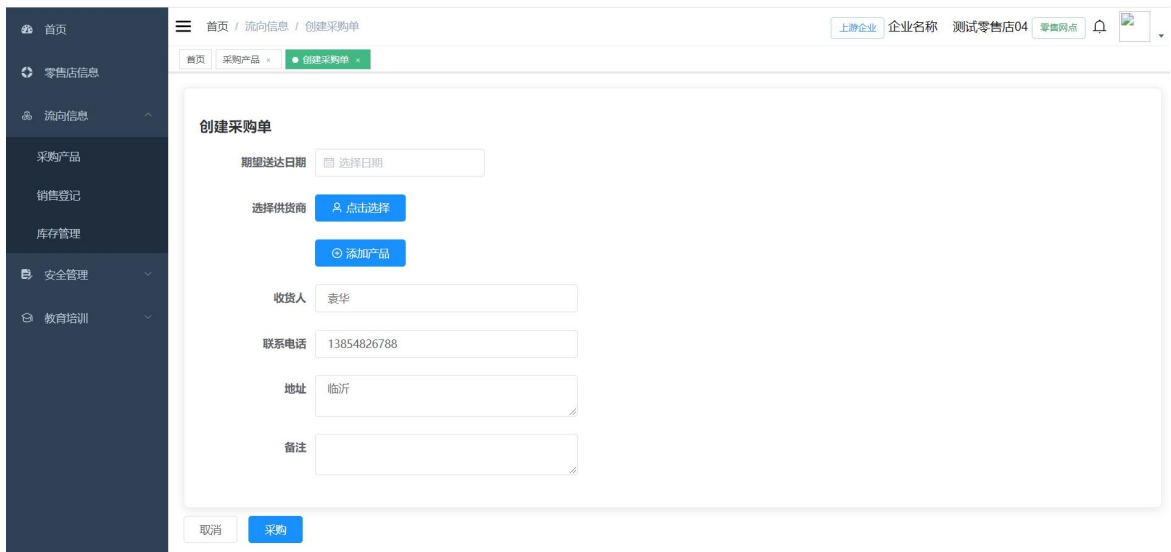 首页
零售店信息
流向信息
采购产品
销售登记
库存管理
安全管理
教育培训
首页 / 流向信息 / 创建采购单
上游企业 企业名称 测试零售店04 零售网点
首页 采购产品 × 创建采购单 ×
创建采购单
期望送达日期 选择日期
选择供货商 点击选择
添加产品
收货人 袁华
联系电话 13854826788
地址 临沂
备注
取消 采购